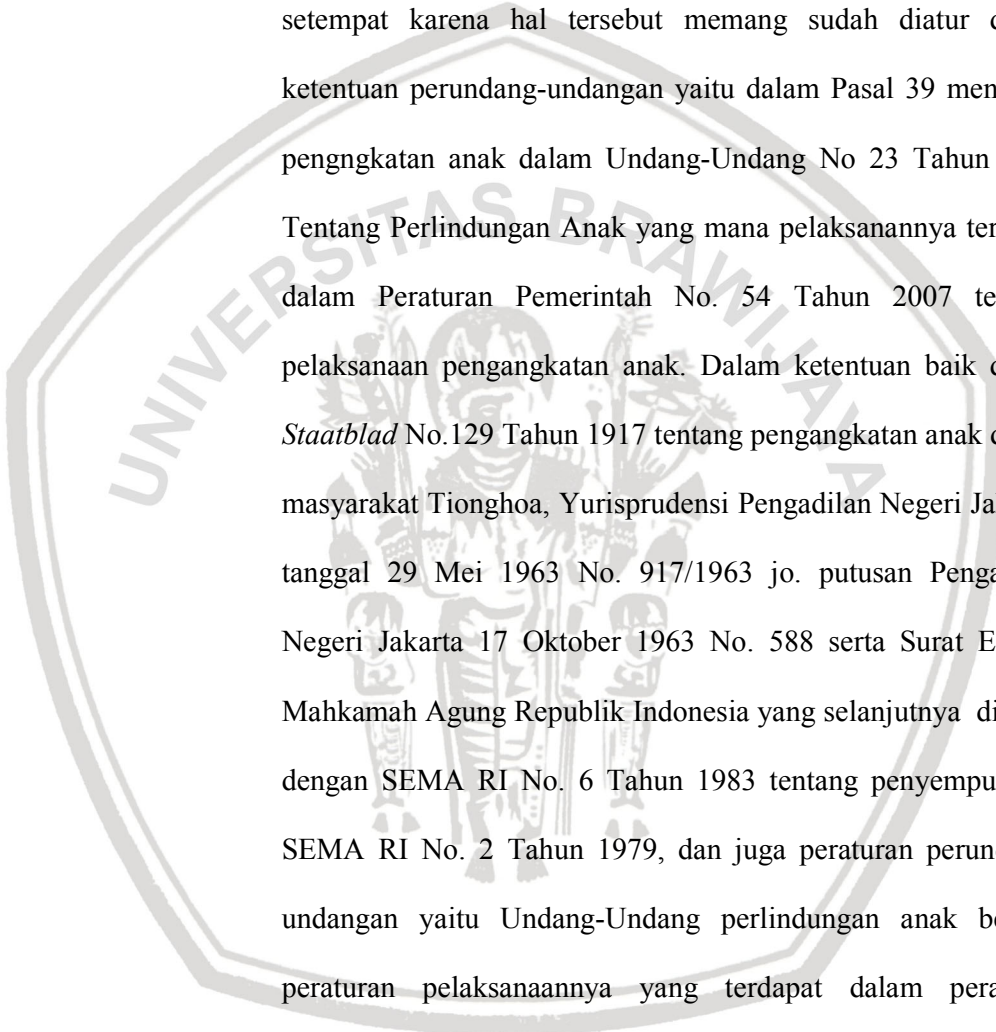 setempat karena hal tersebut memang sudah diatur
ketentuan perundang-undangan yaitu dalam Pasal 39
pengngkatan anak dalam Undang-Undang No 23 Tahun
Tentang Perlindungan Anak yang mana pelaksanannya
dalam Peraturan Pemerintah No. 54 Tahun 2007
pelaksanaan pengangkatan anak. Dalam ketentuan baik
Staatblad No.129 Tahun 1917 tentang pengangkatan anak
masyarakat Tionghoa, Yurisprudensi Pengadilan Negeri
tanggal 29 Mei 1963 No. 917/1963 jo. putusan
Negeri Jakarta 17 Oktober 1963 No. 588 serta Surat
Mahkamah Agung Republik Indonesia yang selanjutnya
dengan SEMA RI No. 6 Tahun 1983 tentang
SEMA RI No. 2 Tahun 1979, dan juga peraturan
undangan yaitu Undang-Undang perlindungan anak
peraturan pelaksanaannya yang terdapat dalam
UNIVERSITAS BRAWIJAYA